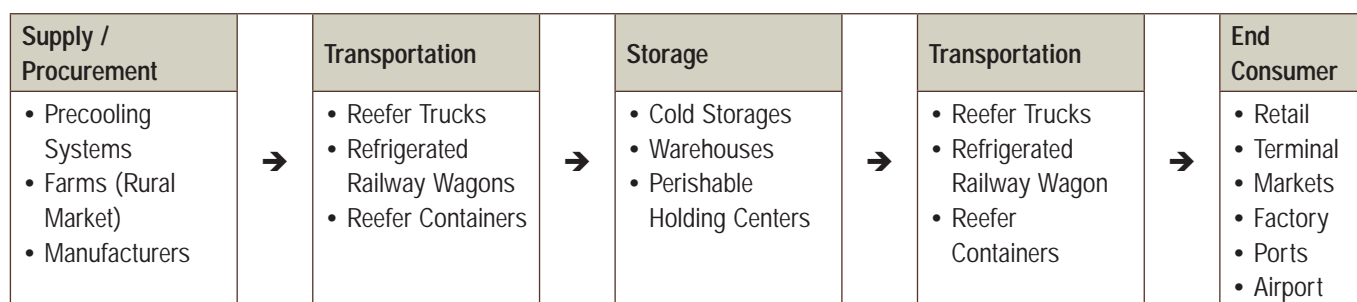 Supply /
Procurement
• Precooling
Systems
• Farms (Rural
Market)
• Manufacturers
➔
Transportation
• Reefer Trucks
• Refrigerated
Railway Wagons
• Reefer Containers
➔
Storage
• Cold Storages
• Warehouses
• Perishable
Holding Centers
➔
Transportation
• Reefer Trucks
• Refrigerated
Railway Wagon
• Reefer
Containers
➔
End
Consumer
• Retail
• Terminal
• Markets
• Factory
• Ports
• Airport